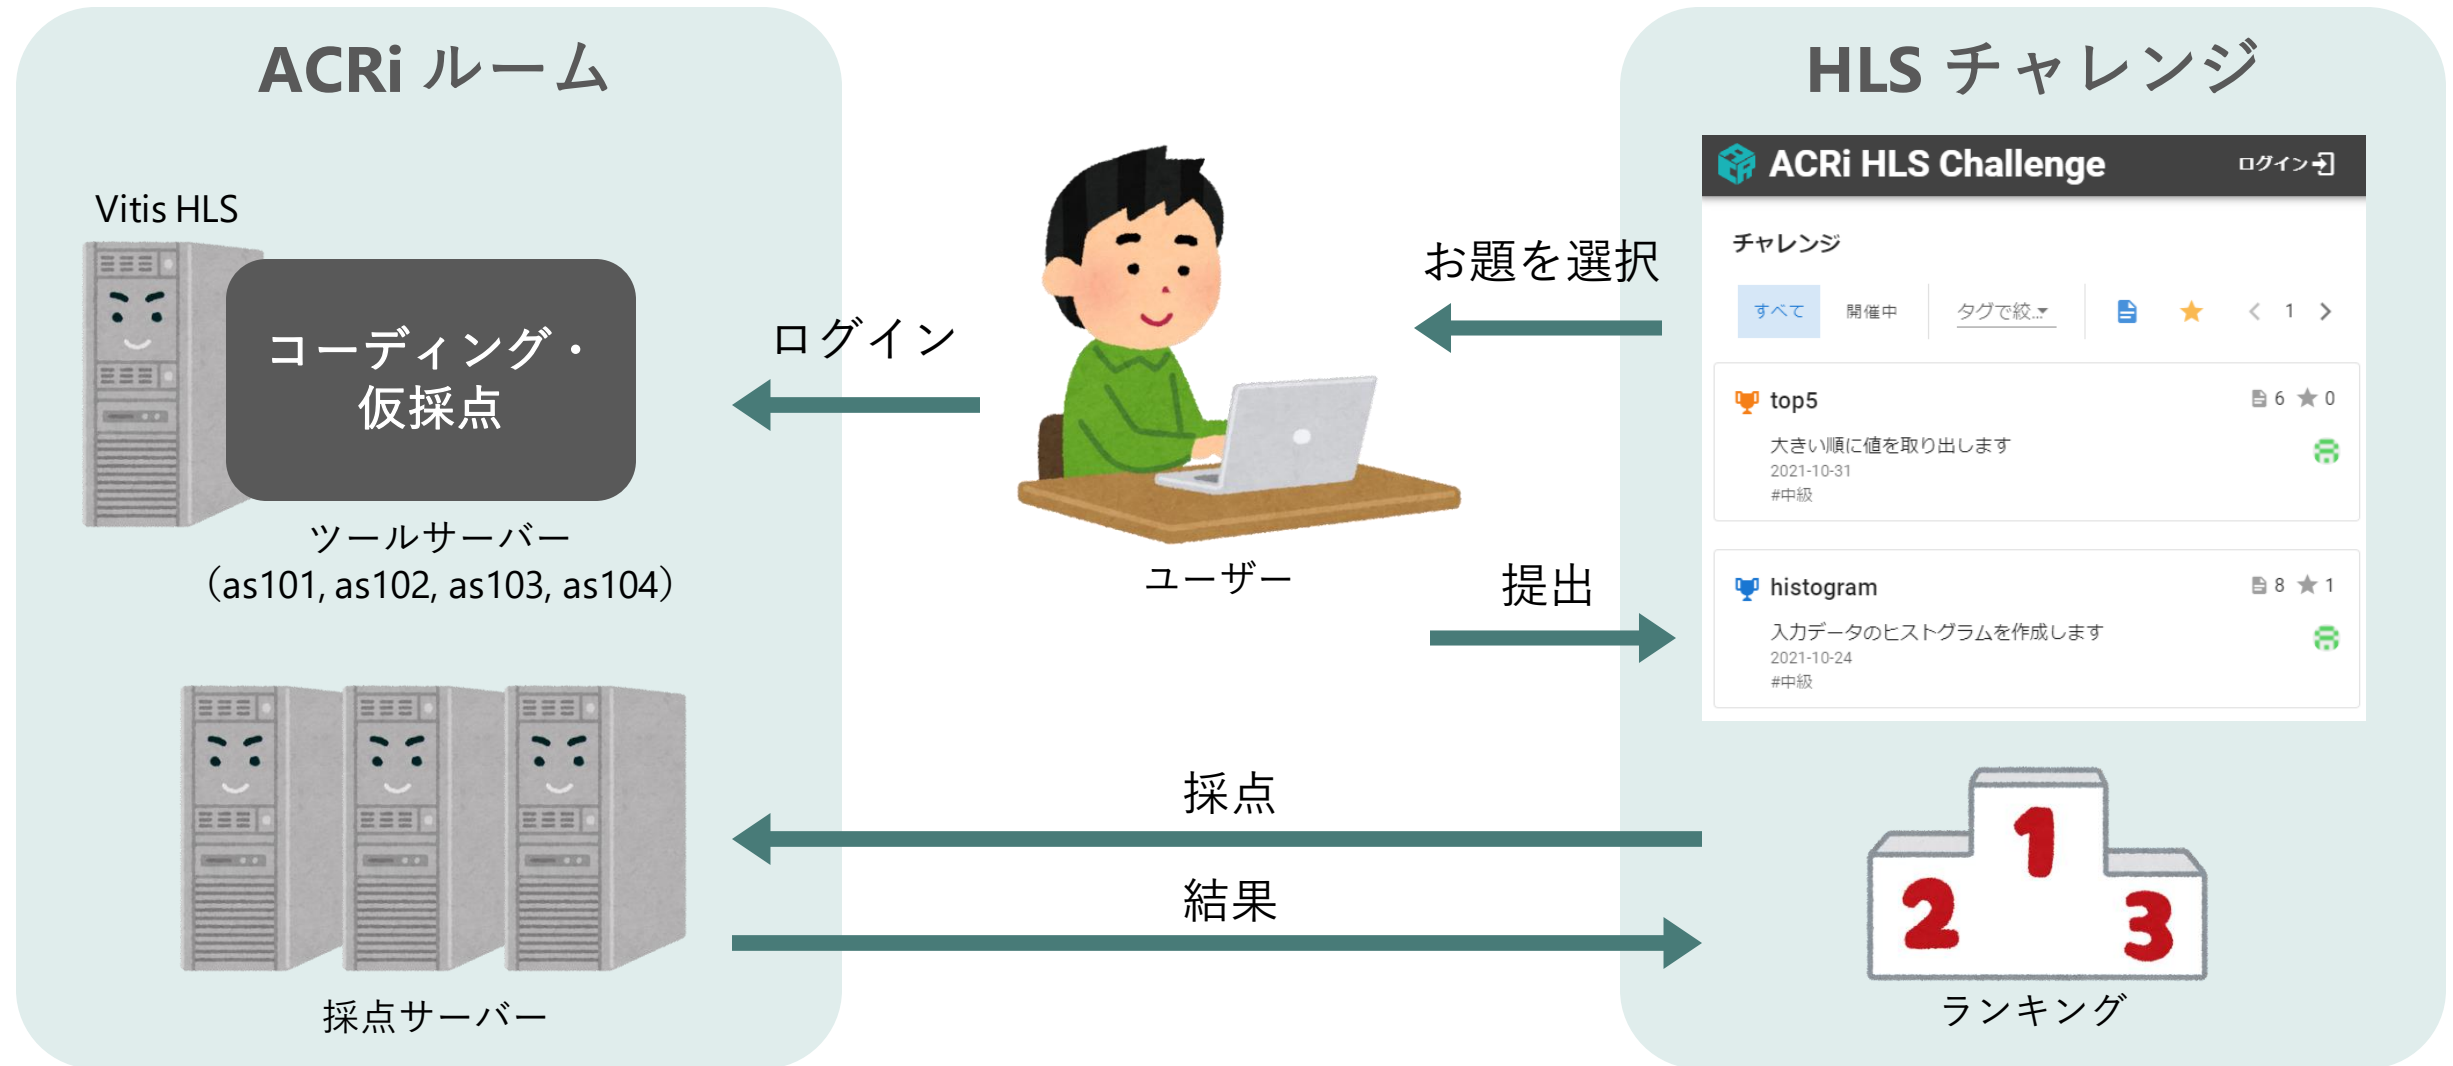 ACRi ルーム
Vitis HLS
コーディング・
仮採点
ツールサーバー
（as101, as102, as103, as104）
採点サーバー
ログイン
ユーザー
お題を選択
提出
採点
結果
HLS チャレンジ
ACRi HLS Challenge
ログイン
チャレンジ
すべて 開催中 タグで絞... 1
top5 6 0
大きい順に値を取り出します
2021-10-31
#中級
histogram 8 1
入力データのヒストグラムを作成します
2021-10-24
#中級
1
2
3
ランキング